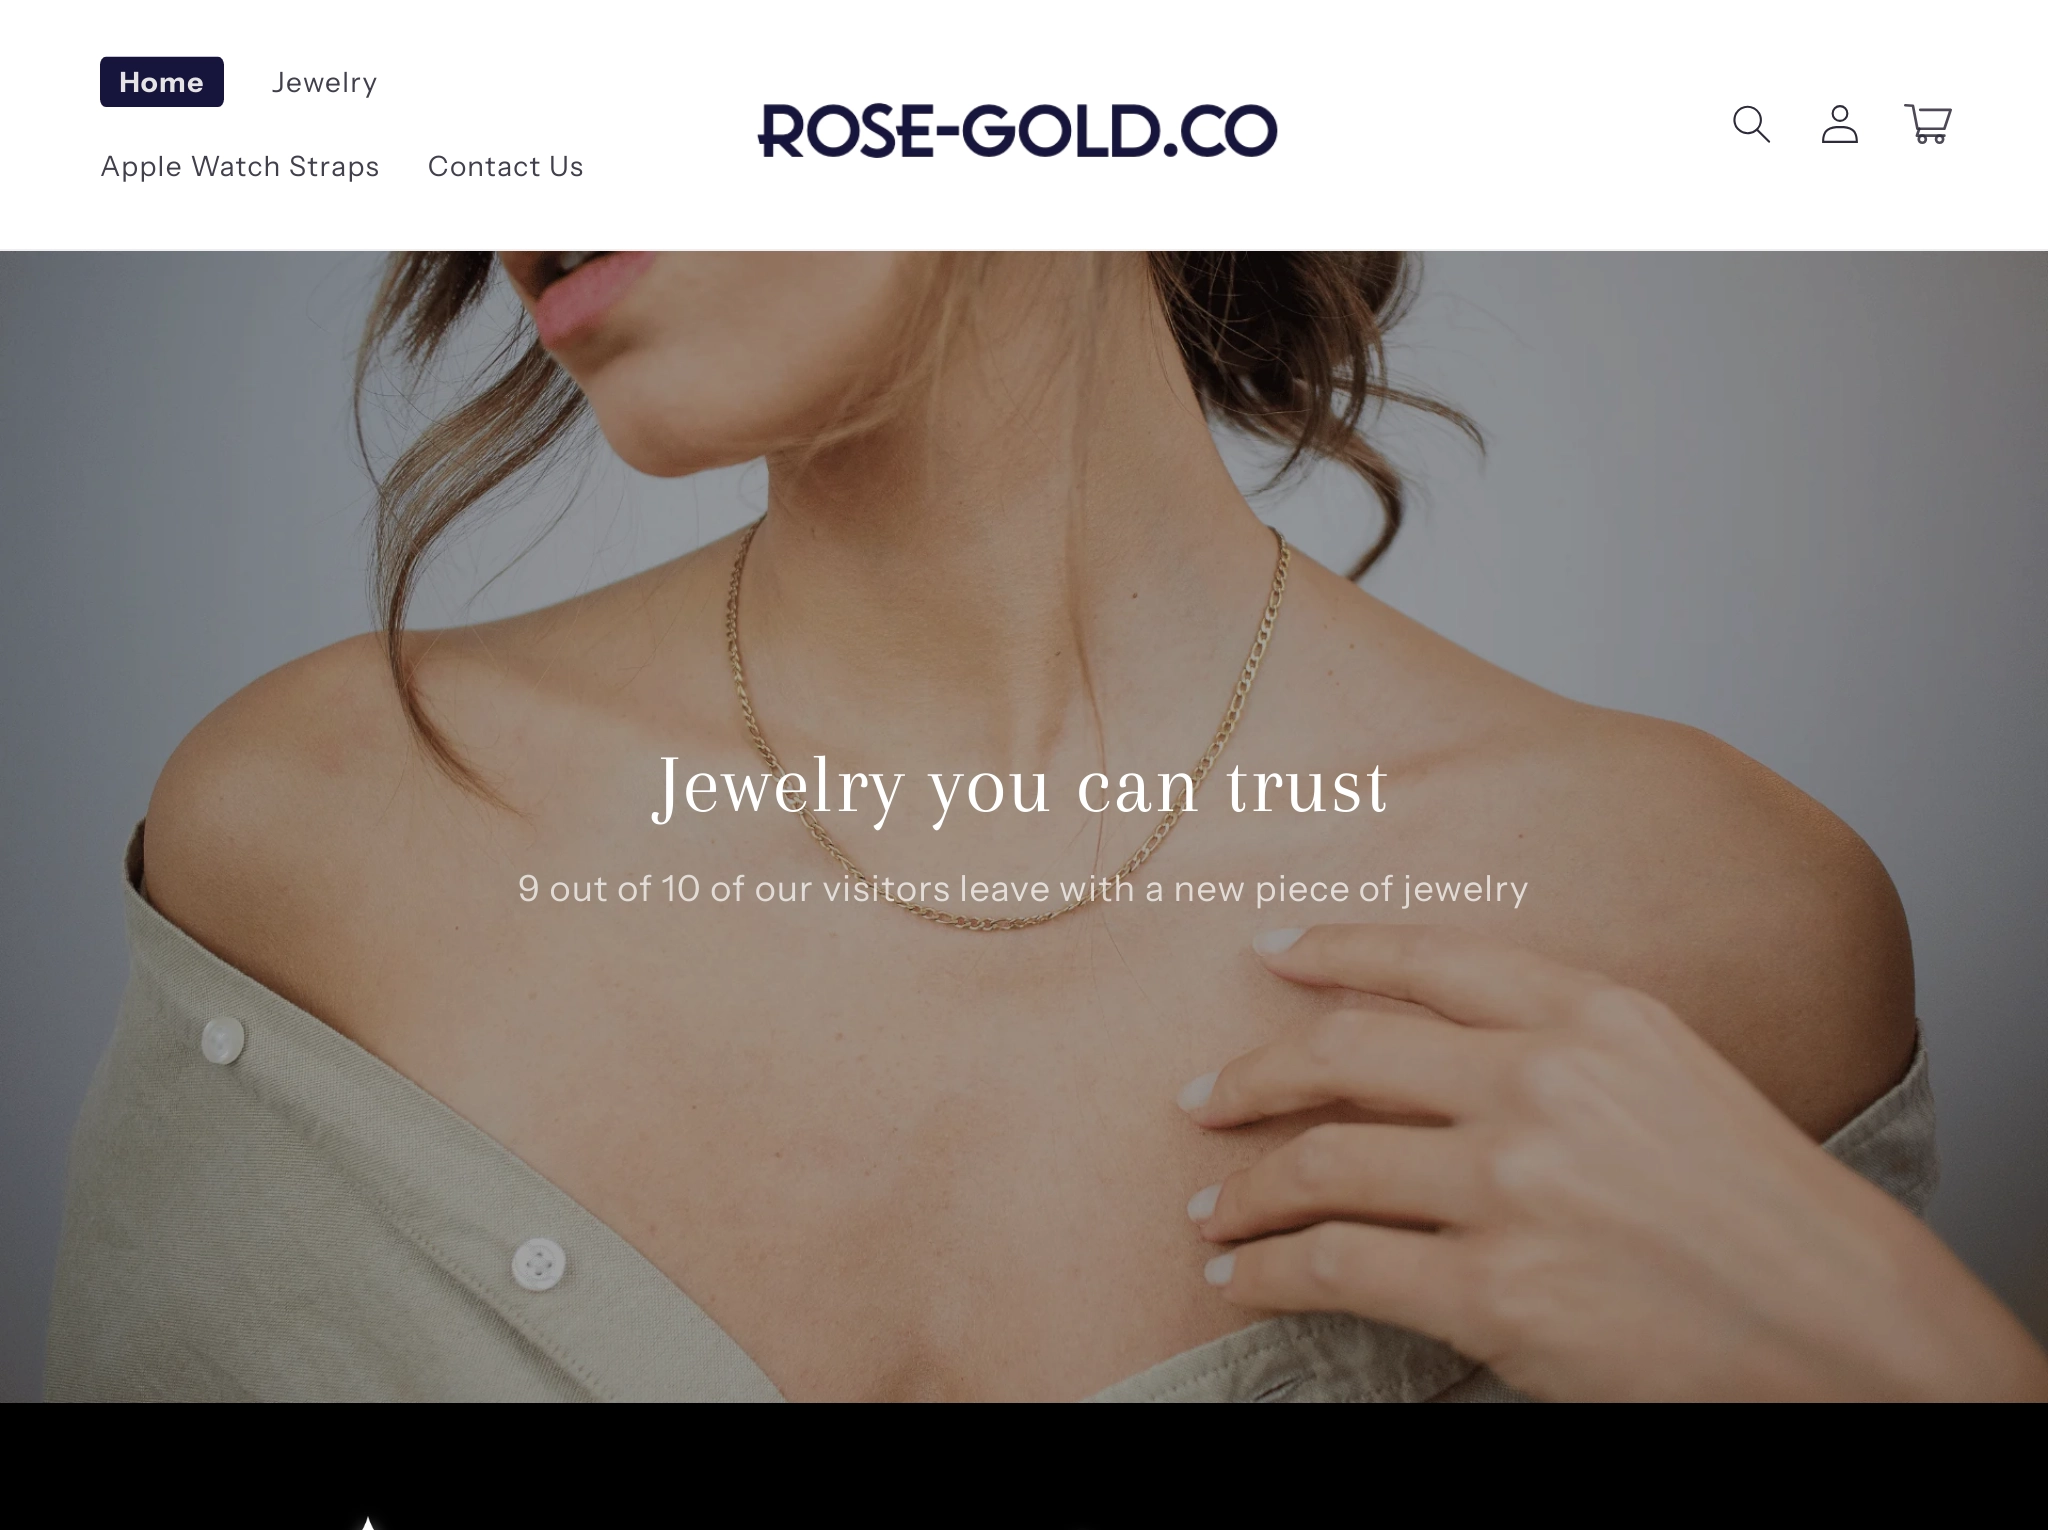 Home Jewelry
Apple Watch Straps Contact Us
ROSE-GOLD.CO
Jewelry you can trust
9 out of 10 of our visitors leave with a new piece of jewelry